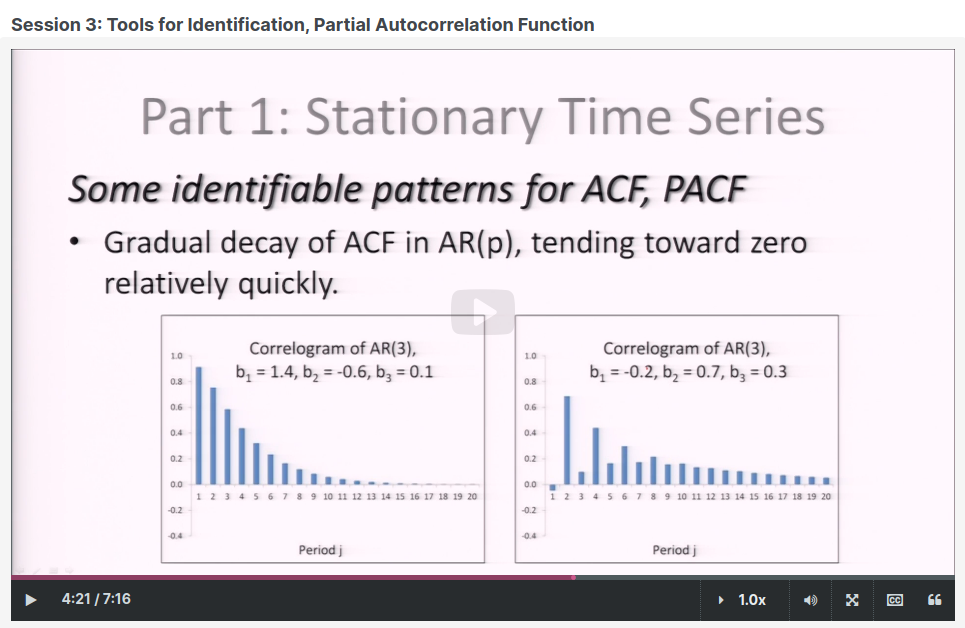 Session 3: Tools for Identification, Partial Autocorrelation Function
Part 1: Stationary Time Series
Some identifiable patterns for ACF, PACF
• Gradual decay of ACF in AR(p), tending toward zero
relatively quickly.
Correlogram of AR(3),
b₁ = 1.4, b₂ = -0.6, b₃ = 0.1
1.0
0.8
0.6
0.4
0.2
0.0
-0.2
-0.4
1 2 3 4 5 6 7 8 9 10 11 12 13 14 15 16 17 18 19 20
Period j
Correlogram of AR(3),
b₁ = -0.2, b₂ = 0.7, b₃ = 0.3
1.0
0.8
0.6
0.4
0.2
0.0
-0.2
-0.4
1 2 3 4 5 6 7 8 9 10 11 12 13 14 15 16 17 18 19 20
Period j
4:21 / 7:16
1.0x
CC